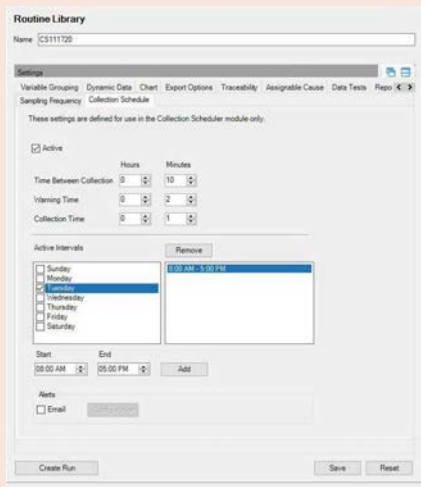 Routine Library
Name CS111720
Settings
Variable Grouping Dynamic Data Chart Export Options Traceability Assignable Cause Data Tests Repo
Sampling Frequency Collection Schedule
These settings are defined for use in the Collection Scheduler module only.
Active
Hours Minutes
Time Between Collection 0 10
Warning Time 0 2
Collection Time 0 1
Active Intervals Remove
Sunday 8:00 AM - 5:00 PM
Monday
Tuesday
Wednesday
Thursday
Friday
Saturday
Start End
08:00 AM 05:00 PM Add
Alerts
Email
Create Run Save Reset